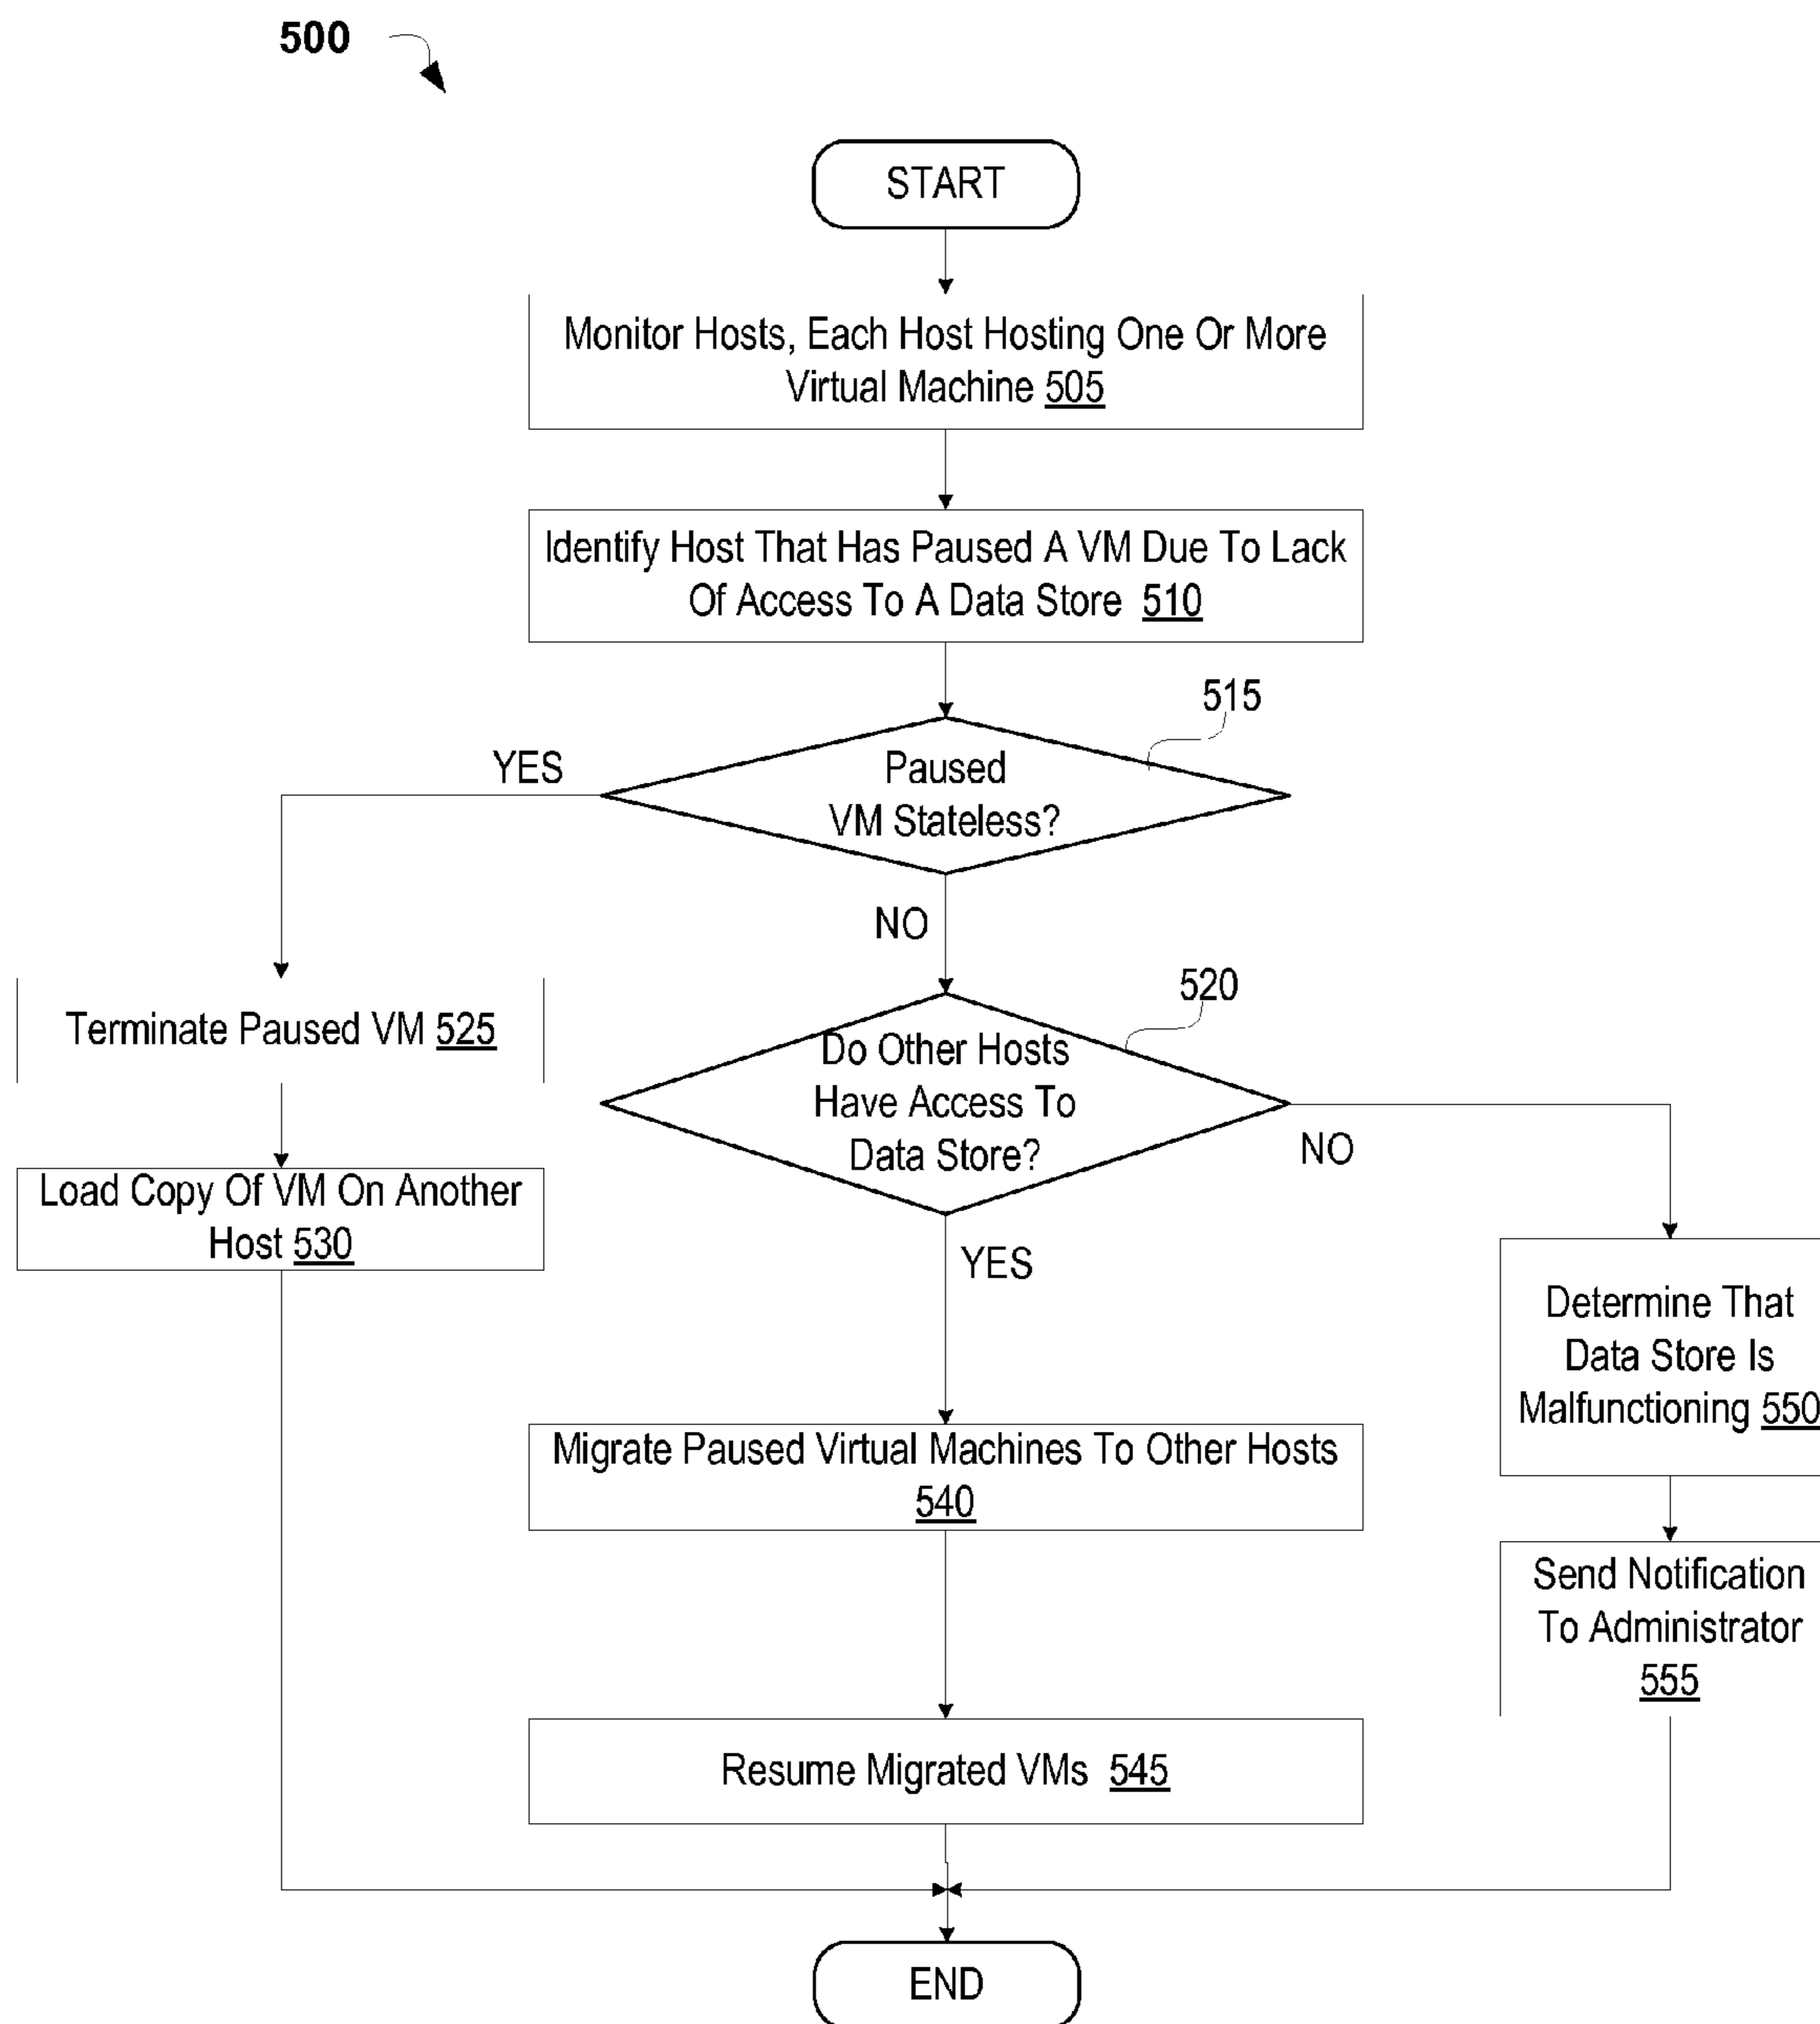 500
START
Monitor Hosts, Each Host Hosting One Or More
Virtual Machine 505
Identify Host That Has Paused A VM Due To Lack
Of Access To A Data Store 510
515
YES
Paused
VM Stateless?
NO
520
Terminate Paused VM 525
Do Other Hosts
Have Access To
Data Store?
NO
Load Copy Of VM On Another
Host 530
YES
Determine That
Data Store Is
Malfunctioning 550
Migrate Paused Virtual Machines To Other Hosts
540
Send Notification
To Administrator
555
Resume Migrated VMs 545
END